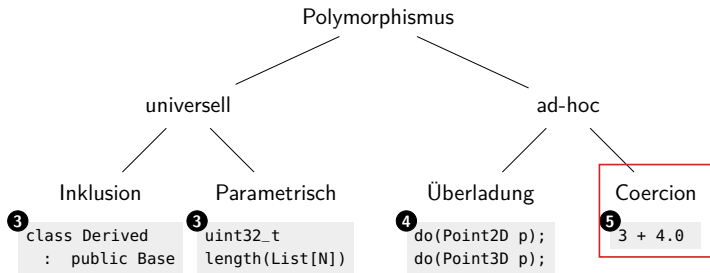 Polymorphismus
universell ad-hoc
Inklusion Parametrisch Überladung Coercion
3 3 4 5
class Derived uint32_t do(Point2D p); 3 + 4.0
: public Base length(List[N]) do(Point3D p);